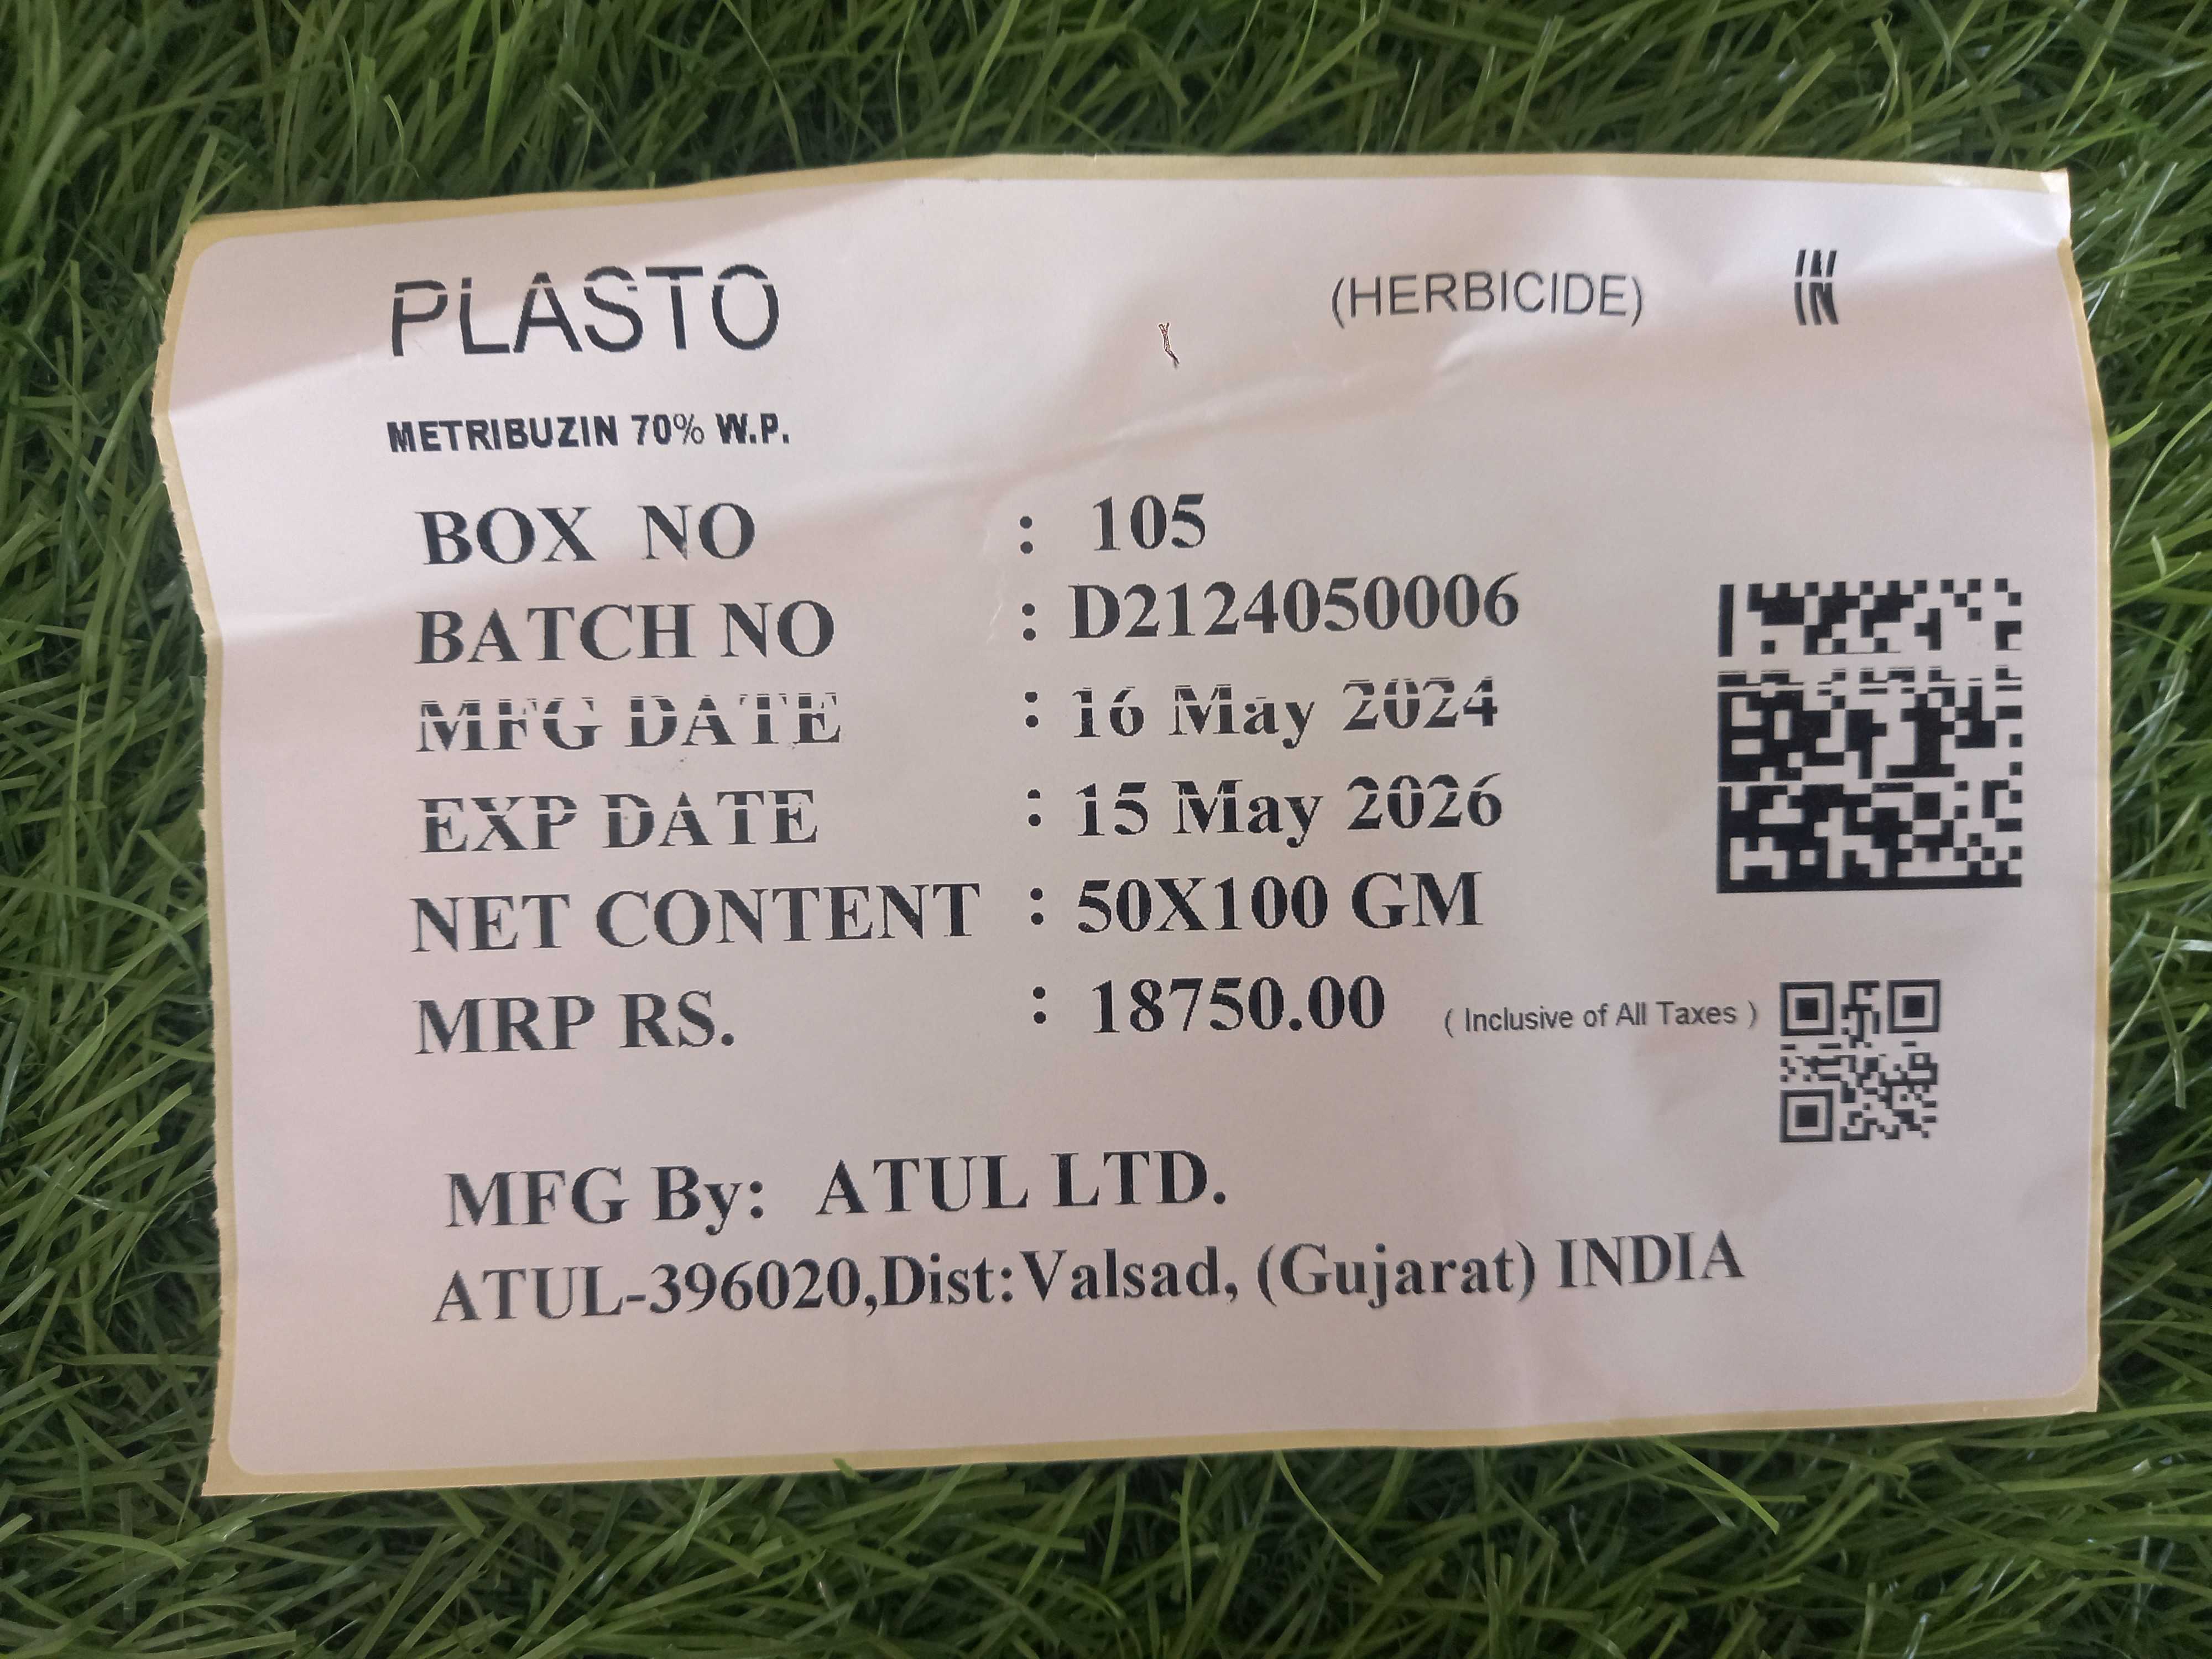 PLASTO (HERBICIDE) IN
METRIBUZIN 70% W.P.
BOX NO : 105
BATCH NO : D2124050006
MFG DATE : 16 May 2024
EXP DATE : 15 May 2026
NET CONTENT : 50X100 GM
MRP RS. : 18750.00 ( Inclusive of All Taxes )
MFG By: ATUL LTD.
ATUL-396020,Dist:Valsad, (Gujarat) INDIA